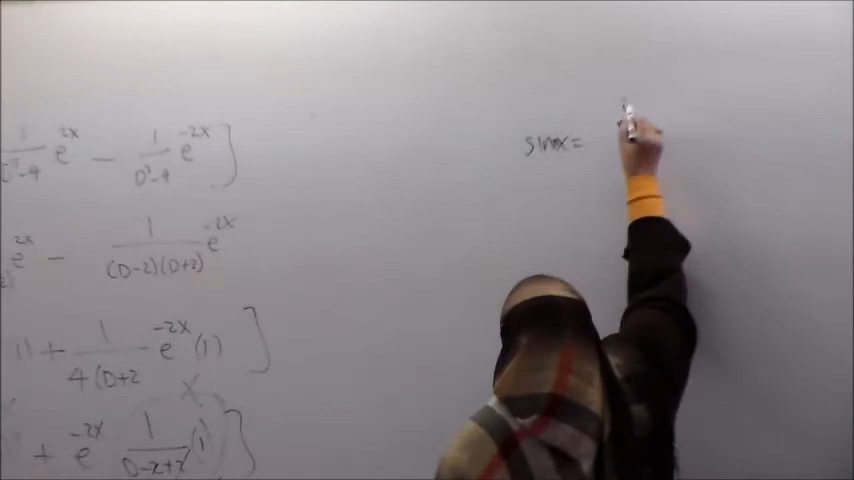 1/(D²-4) e^2x - 1/(D²-4) e^-2x ]
sinx =
e^2x - 1/((D-2)(D+2)) e^-2x
1) + 1/(4(D+2) e^-2x (1) ]
x
+ e^-2x 1/(D-2+2) (1) ]